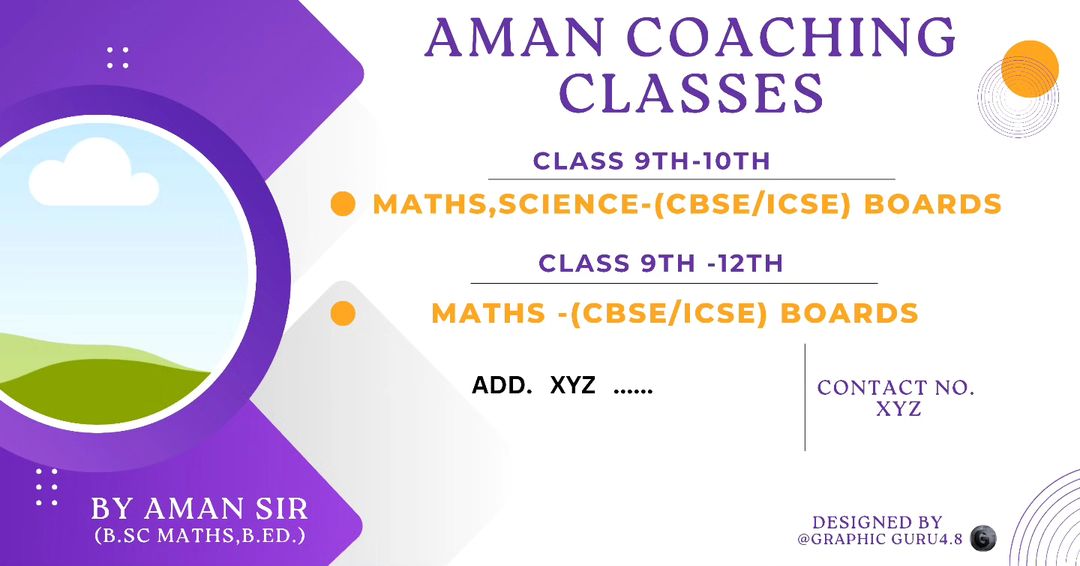 AMAN COACHING
CLASSES
CLASS 9TH-10TH
MATHS,SCIENCE-(CBSE/ICSE) BOARDS
CLASS 9TH -12TH
MATHS -(CBSE/ICSE) BOARDS
ADD. XYZ ......
CONTACT NO.
XYZ
BY AMAN SIR
(B.SC MATHS,B.ED.)
DESIGNED BY
@GRAPHIC GURU4.8
G